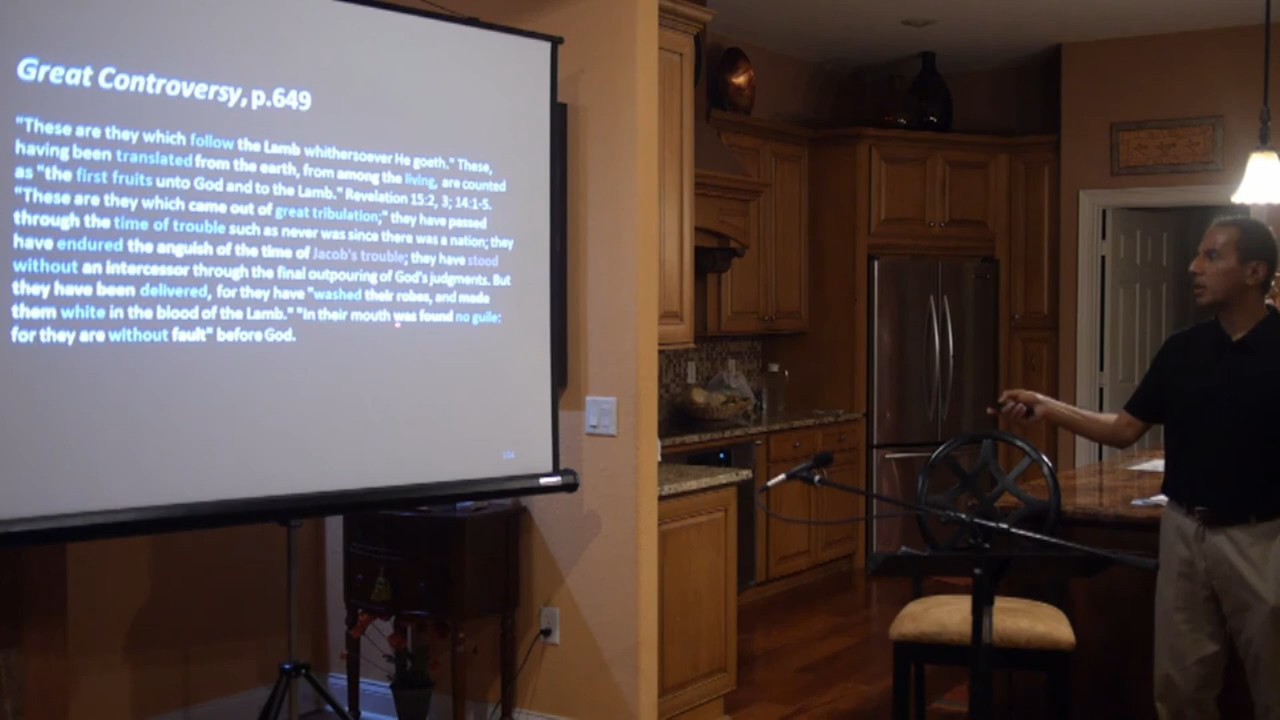 Great Controversy, p.649
"These are they which follow the Lamb whithersoever He goeth." These,
having been translated from the earth, from among the living, are counted
as "the first fruits unto God and to the Lamb." Revelation 15:2, 3; 14:1-5.
"These are they which came out of great tribulation;" they have passed
through the time of trouble such as never was since there was a nation; they
have endured the anguish of the time of Jacob's trouble; they have stood
without an intercessor through the final outpouring of God's judgments. But
they have been delivered, for they have "washed their robes, and made
them white in the blood of the Lamb." "In their mouth was found no guile:
for they are without fault" before God.